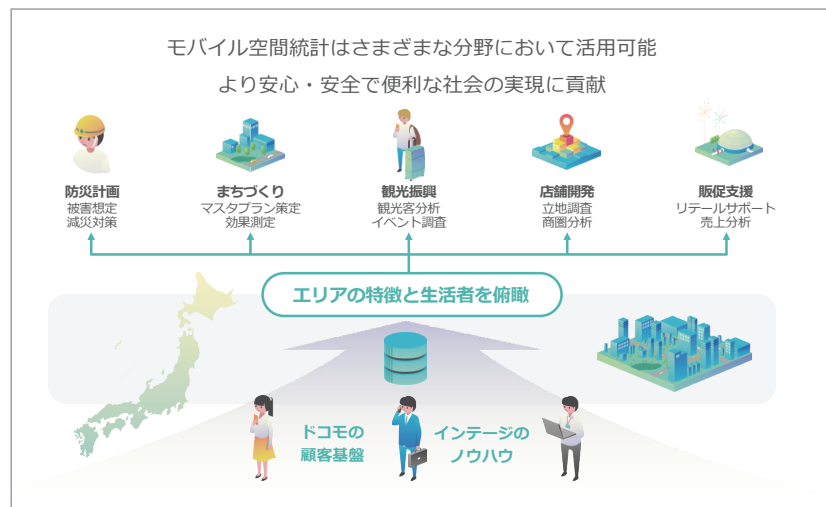 モバイル空間統計はさまざまな分野において活用可能
より安心・安全で便利な社会の実現に貢献
防災計画
被害想定
減災対策
まちづくり
マスタプラン策定
効果測定
観光振興
観光客分析
イベント調査
店舗開発
立地調査
商圏分析
販促支援
リテールサポート
売上分析
エリアの特徴と生活者を俯瞰
ドコモの
顧客基盤
インテージの
ノウハウ